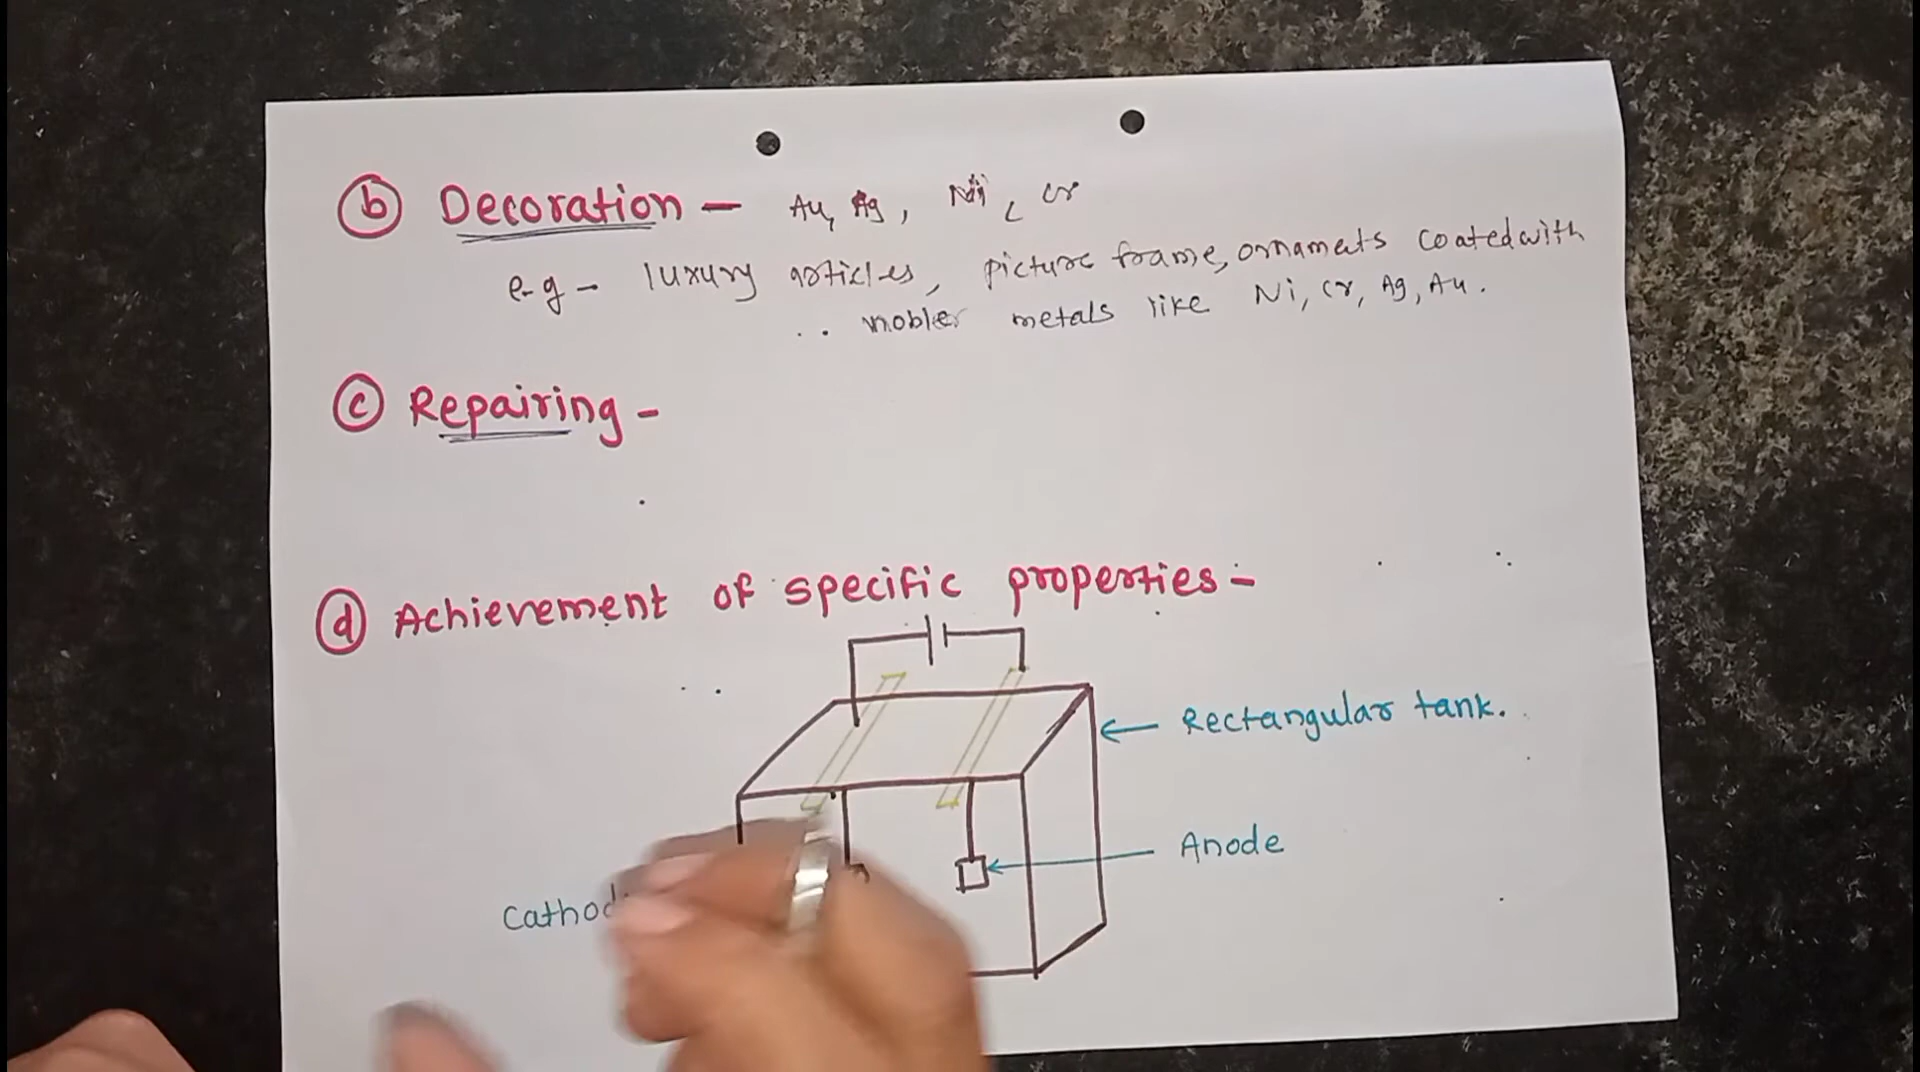 ⓑ Decoration - Au, Ag, Ni, Cr
e.g - luxury articles, picture frame, ornamets coated with
.. nobler metals like Ni, Cr, Ag, Au.
ⓒ Repairing -
ⓓ Achievement of specific properties -
Rectangular tank.
Anode